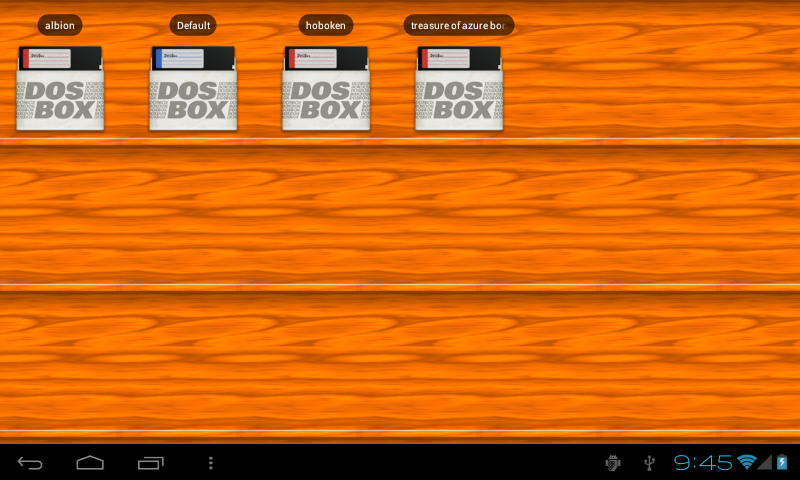 albion
Default
hoboken
treasure of azure bo
DOS
BOX
DOS
BOX
DOS
BOX
DOS
BOX
9:45